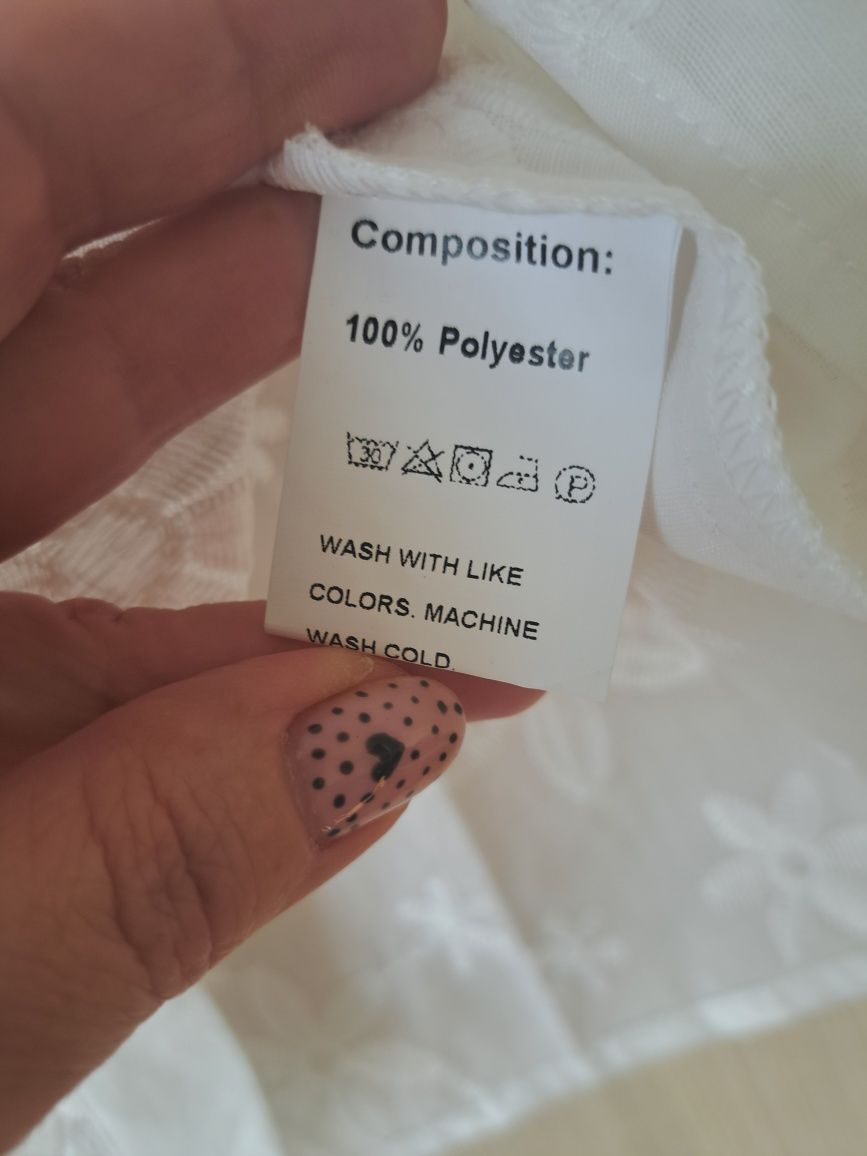 Composition:
100% Polyester
30 P
WASH WITH LIKE
COLORS. MACHINE
WASH COLD.